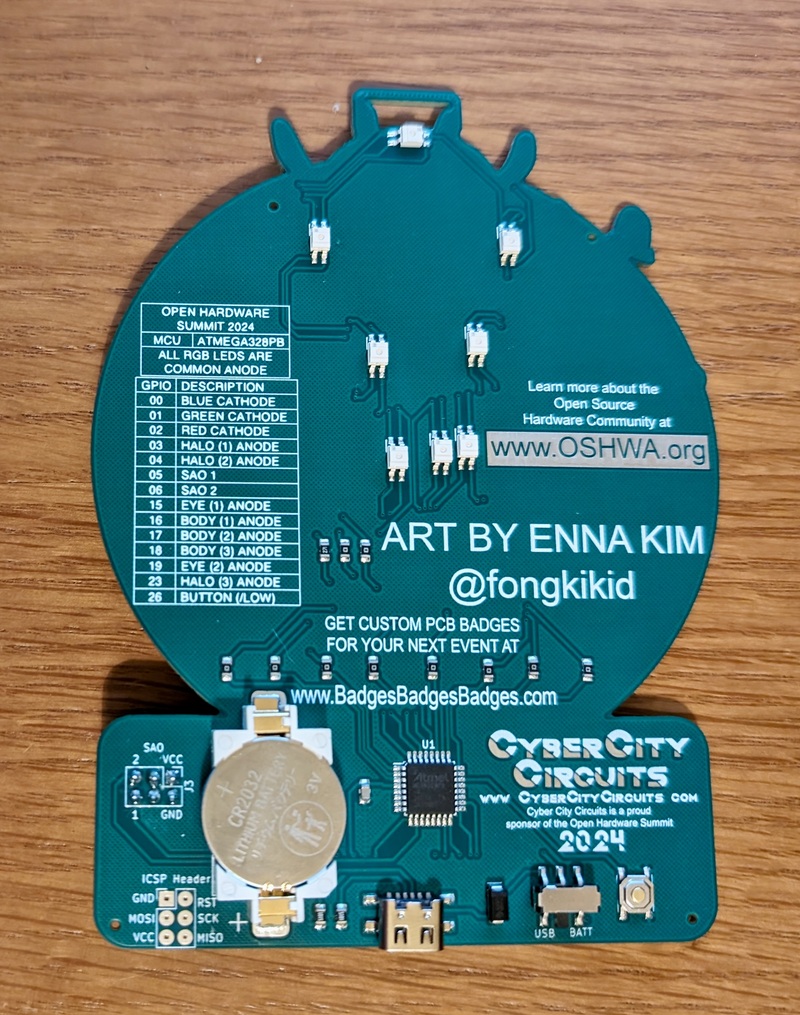 OPEN HARDWARE
SUMMIT 2024
MCU ATMEGA328PB
ALL RGB LEDS ARE
COMMON ANODE
GPIO DESCRIPTION
00 BLUE CATHODE
01 GREEN CATHODE
02 RED CATHODE
03 HALO (1) ANODE
04 HALO (2) ANODE
05 SAO 1
06 SAO 2
15 EYE (1) ANODE
16 BODY (1) ANODE
17 BODY (2) ANODE
18 BODY (3) ANODE
19 EYE (2) ANODE
23 HALO (3) ANODE
26 BUTTON (/LOW)
Learn more about the
Open Source
Hardware Community at
www.OSHWA.org
ART BY ENNA KIM
@fongkikid
GET CUSTOM PCB BADGES
FOR YOUR NEXT EVENT AT
www.BadgesBadgesBadges.com
SAO
2 VCC
J3
1 GND
+
CR2032
LITHIUM BATTERY
3V
U1
Atmel
CYBERCITY
CIRCUITS
WWW CYBERCITYCIRCUITS COM
Cyber City Circuits is a proud
sponsor of the Open Hardware Summit
2024
ICSP Header
GND RST
MOSI SCK
VCC MISO
+
USB BATT